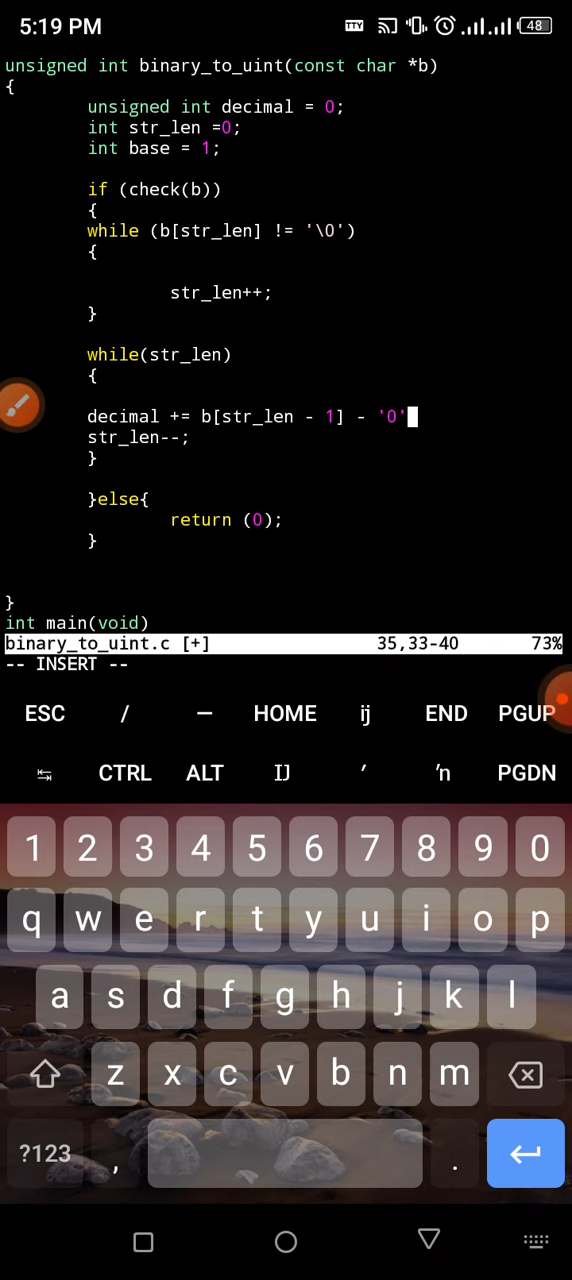 5:19 PM TTY 48
unsigned int binary_to_uint(const char *b)
{
unsigned int decimal = 0;
int str_len =0;
int base = 1;
if (check(b))
{
while (b[str_len] != '\0')
{
str_len++;
}
while(str_len)
{
decimal += b[str_len - 1] - '0'
str_len--;
}
}else{
return (0);
}
}
int main(void)
binary_to_uint.c [+] 35,33-40 73%
-- INSERT --
ESC / — HOME ĳ END PGUP
↹ CTRL ALT Ĳ ′ ŉ PGDN
1 2 3 4 5 6 7 8 9 0
q w e r t y u i o p
a s d f g h j k l
z x c v b n m
?123 , .